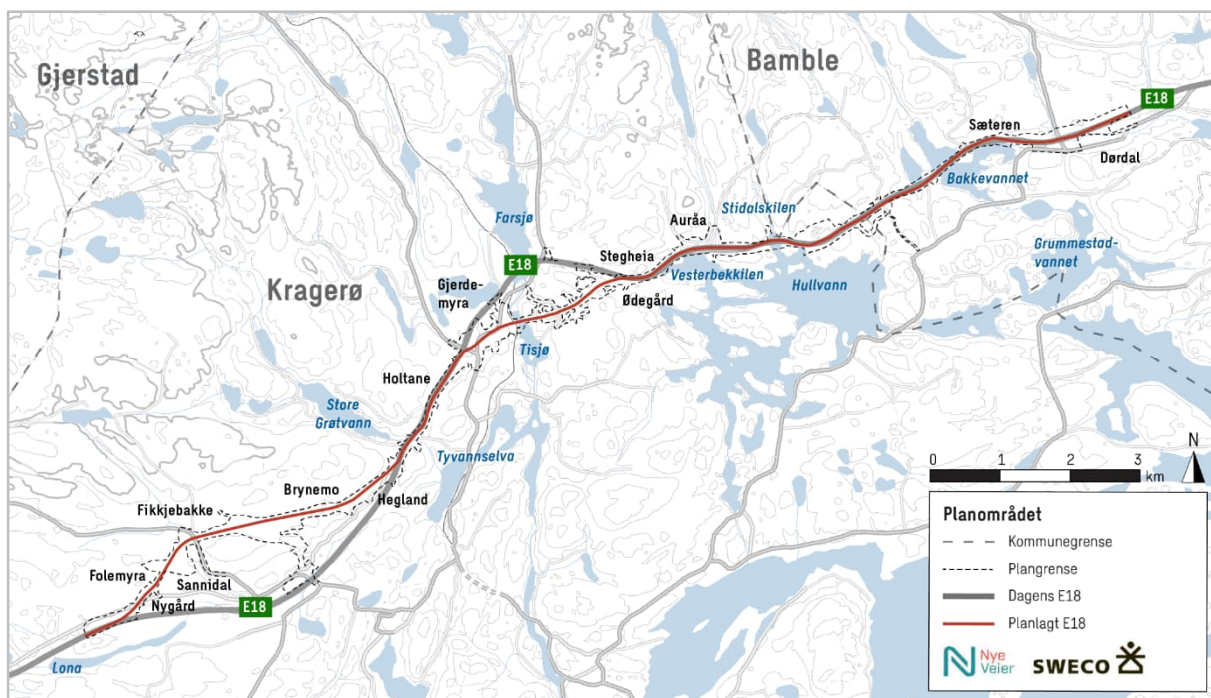 Gjerstad
Bamble
E18
Sæteren
Dørdal
Bakkevannet
Stidalskilen
Auråa
Farsjø
Stegheia
E18
Grummestad-
vannet
Vesterbekkilen
Hullvann
Kragerø
Gjerde-
myra
Ødegård
Tisjø
Holtane
Store
Grøtvann
Tyvannselva
Hegland
Brynemo
Fikkjebakke
Folemyra
Sannidal
Nygård
E18
Lona
N
0 1 2 3
km
Planområdet
Kommunegrense
Plangrense
Dagens E18
Planlagt E18
Nye
Veier
SWECO